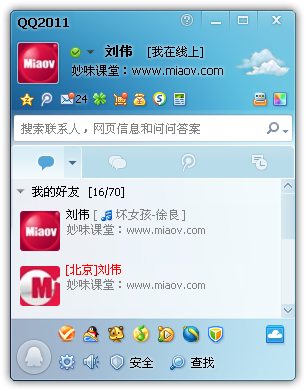 QQ2011
Miaov
刘伟 [我在线上]
妙味课堂：www.miaov.com
24
搜索联系人，网页信息和问问答案
我的好友 [16/70]
Miaov
刘伟 [坏女孩-徐良]
妙味课堂：www.miaov.com
M
[北京]刘伟
妙味课堂：www.miaov.com
安全 查找